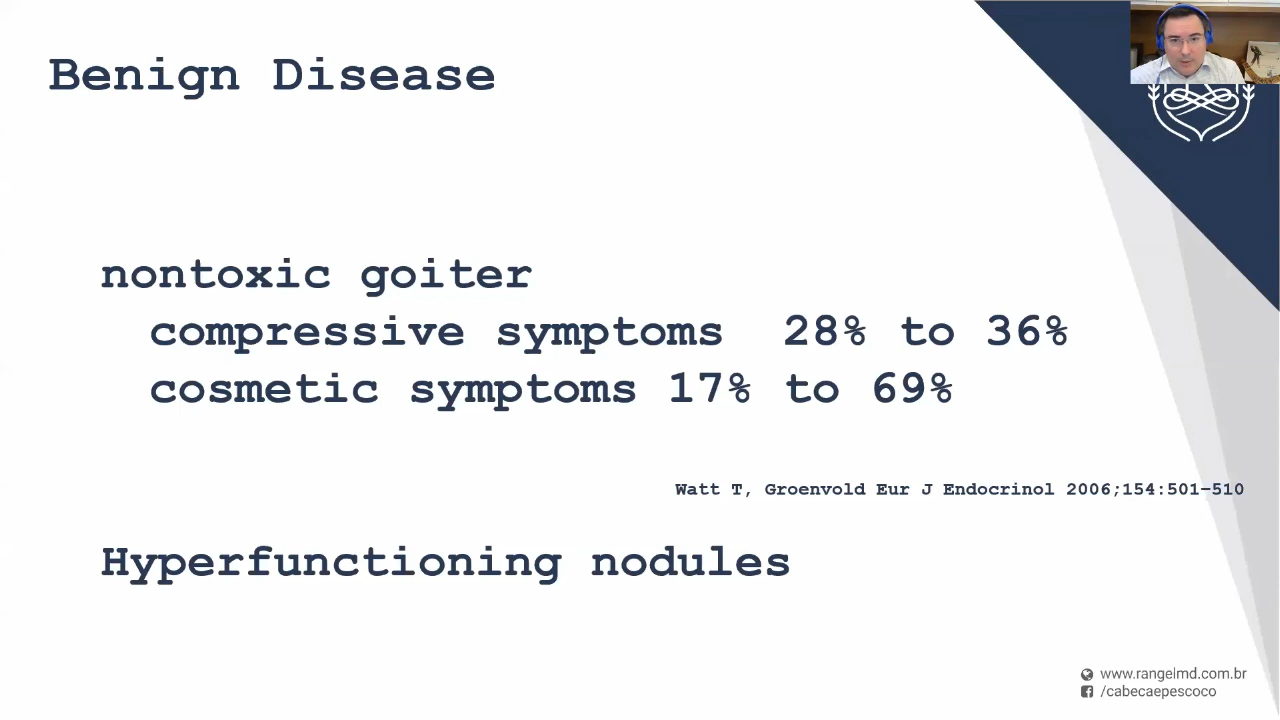 Benign Disease
nontoxic goiter
compressive symptoms 28% to 36%
cosmetic symptoms 17% to 69%
Watt T, Groenvold Eur J Endocrinol 2006;154:501-510
Hyperfunctioning nodules
www.rangelmd.com.br
/cabecaepescoco